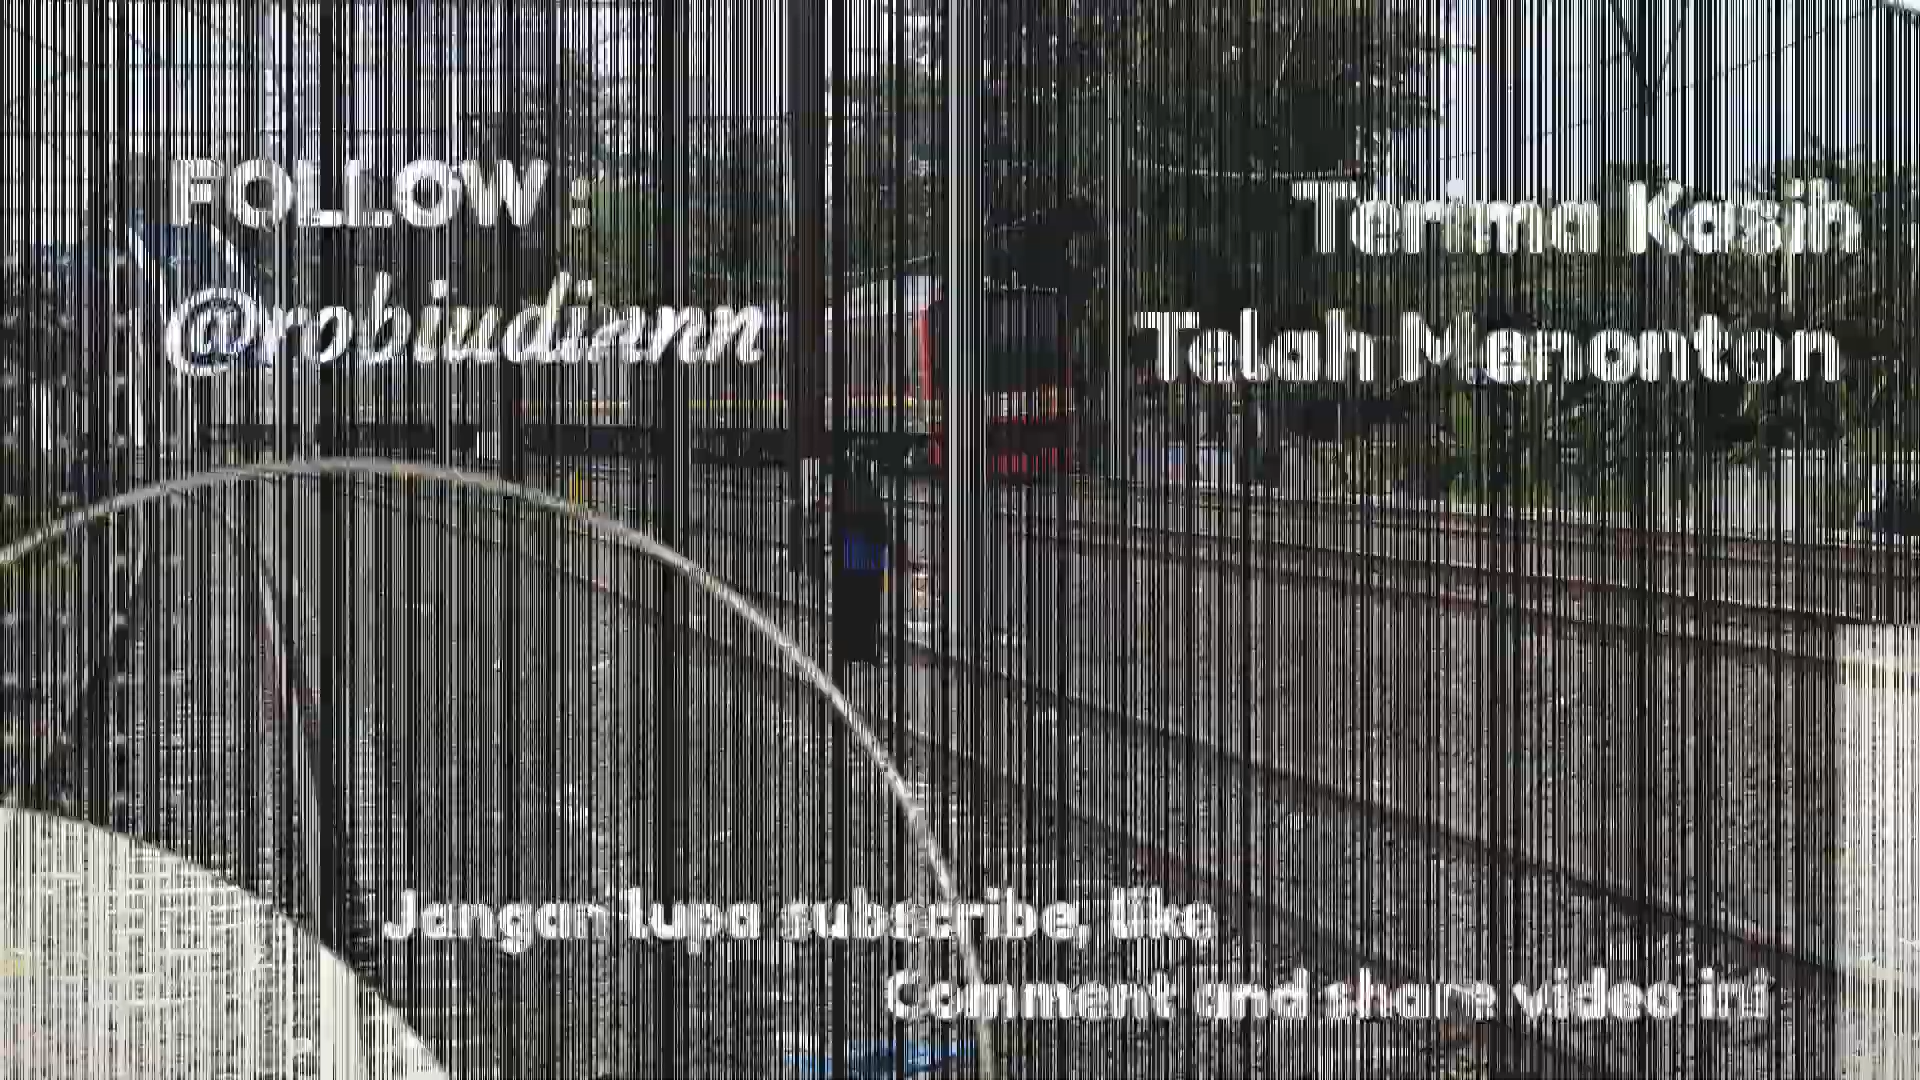 FOLLOW :
@robiudiann
Terima Kasih
Telah Menonton
Jangan lupa subscribe, like
Comment and share video ini